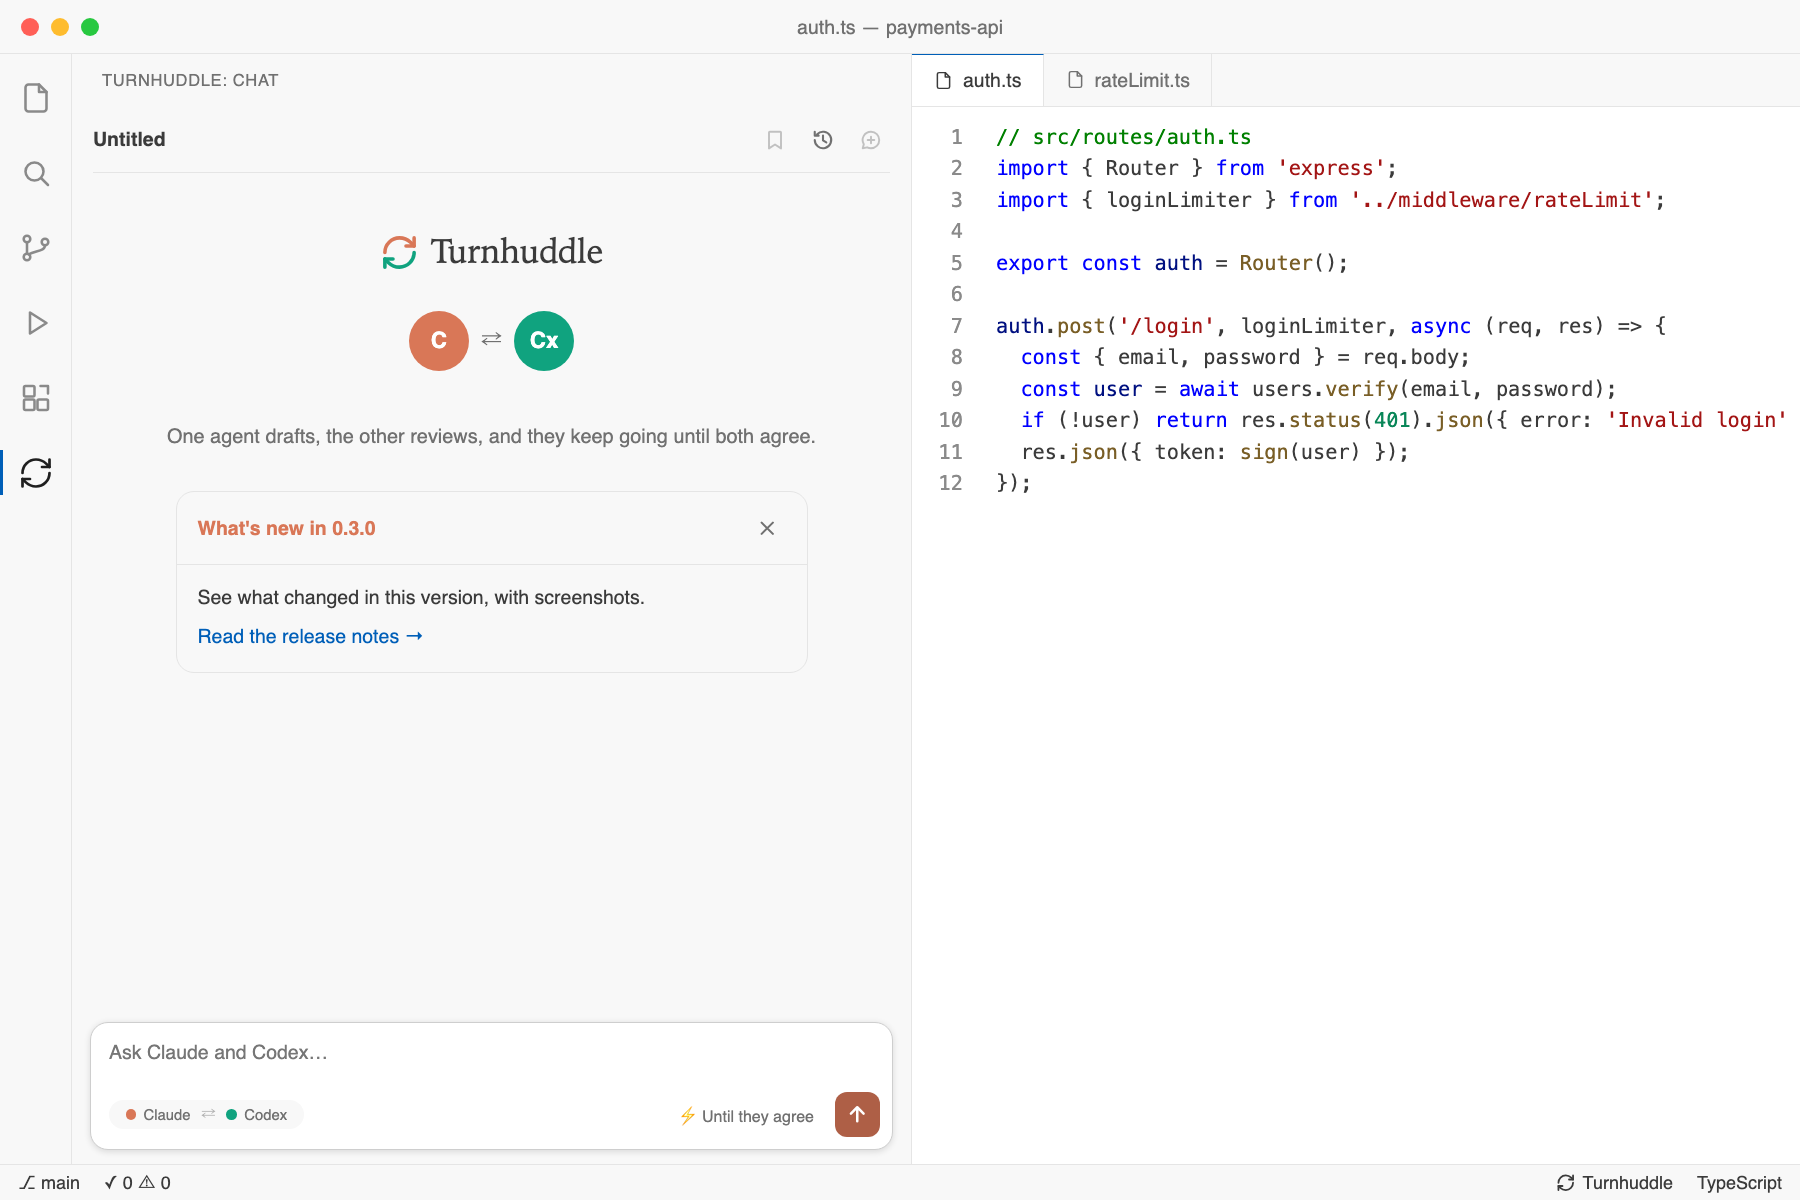 auth.ts — payments-api
TURNHUDDLE: CHAT
Untitled
Turnhuddle
C ⇄ Cx
One agent drafts, the other reviews, and they keep going until both agree.
What's new in 0.3.0
See what changed in this version, with screenshots.
Read the release notes →
Ask Claude and Codex…
Claude ⇄ Codex
⚡ Until they agree
auth.ts
rateLimit.ts
1 // src/routes/auth.ts
2 import { Router } from 'express';
3 import { loginLimiter } from '../middleware/rateLimit';
4
5 export const auth = Router();
6
7 auth.post('/login', loginLimiter, async (req, res) => {
8   const { email, password } = req.body;
9   const user = await users.verify(email, password);
10   if (!user) return res.status(401).json({ error: 'Invalid login'
11   res.json({ token: sign(user) });
12 });
main ✓ 0 ⚠ 0
Turnhuddle TypeScript